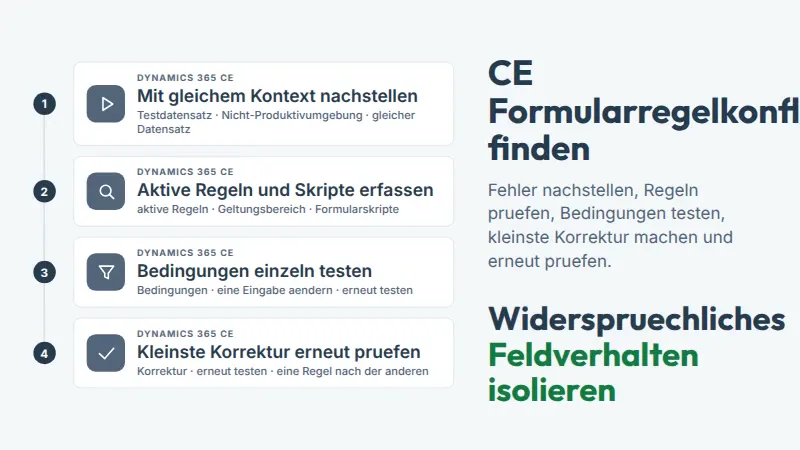 1
DYNAMICS 365 CE
Mit gleichem Kontext nachstellen
Testdatensatz · Nicht-Produktivumgebung · gleicher
Datensatz
2
DYNAMICS 365 CE
Aktive Regeln und Skripte erfassen
aktive Regeln · Geltungsbereich · Formularskripte
3
DYNAMICS 365 CE
Bedingungen einzeln testen
Bedingungen · eine Eingabe aendern · erneut testen
4
DYNAMICS 365 CE
Kleinste Korrektur erneut pruefen
Korrektur · erneut testen · eine Regel nach der anderen
CE
Formularregelkonfl
finden
Fehler nachstellen, Regeln
pruefen, Bedingungen testen,
kleinste Korrektur machen und
erneut pruefen.
Widerspruechliches
Feldverhalten
isolieren